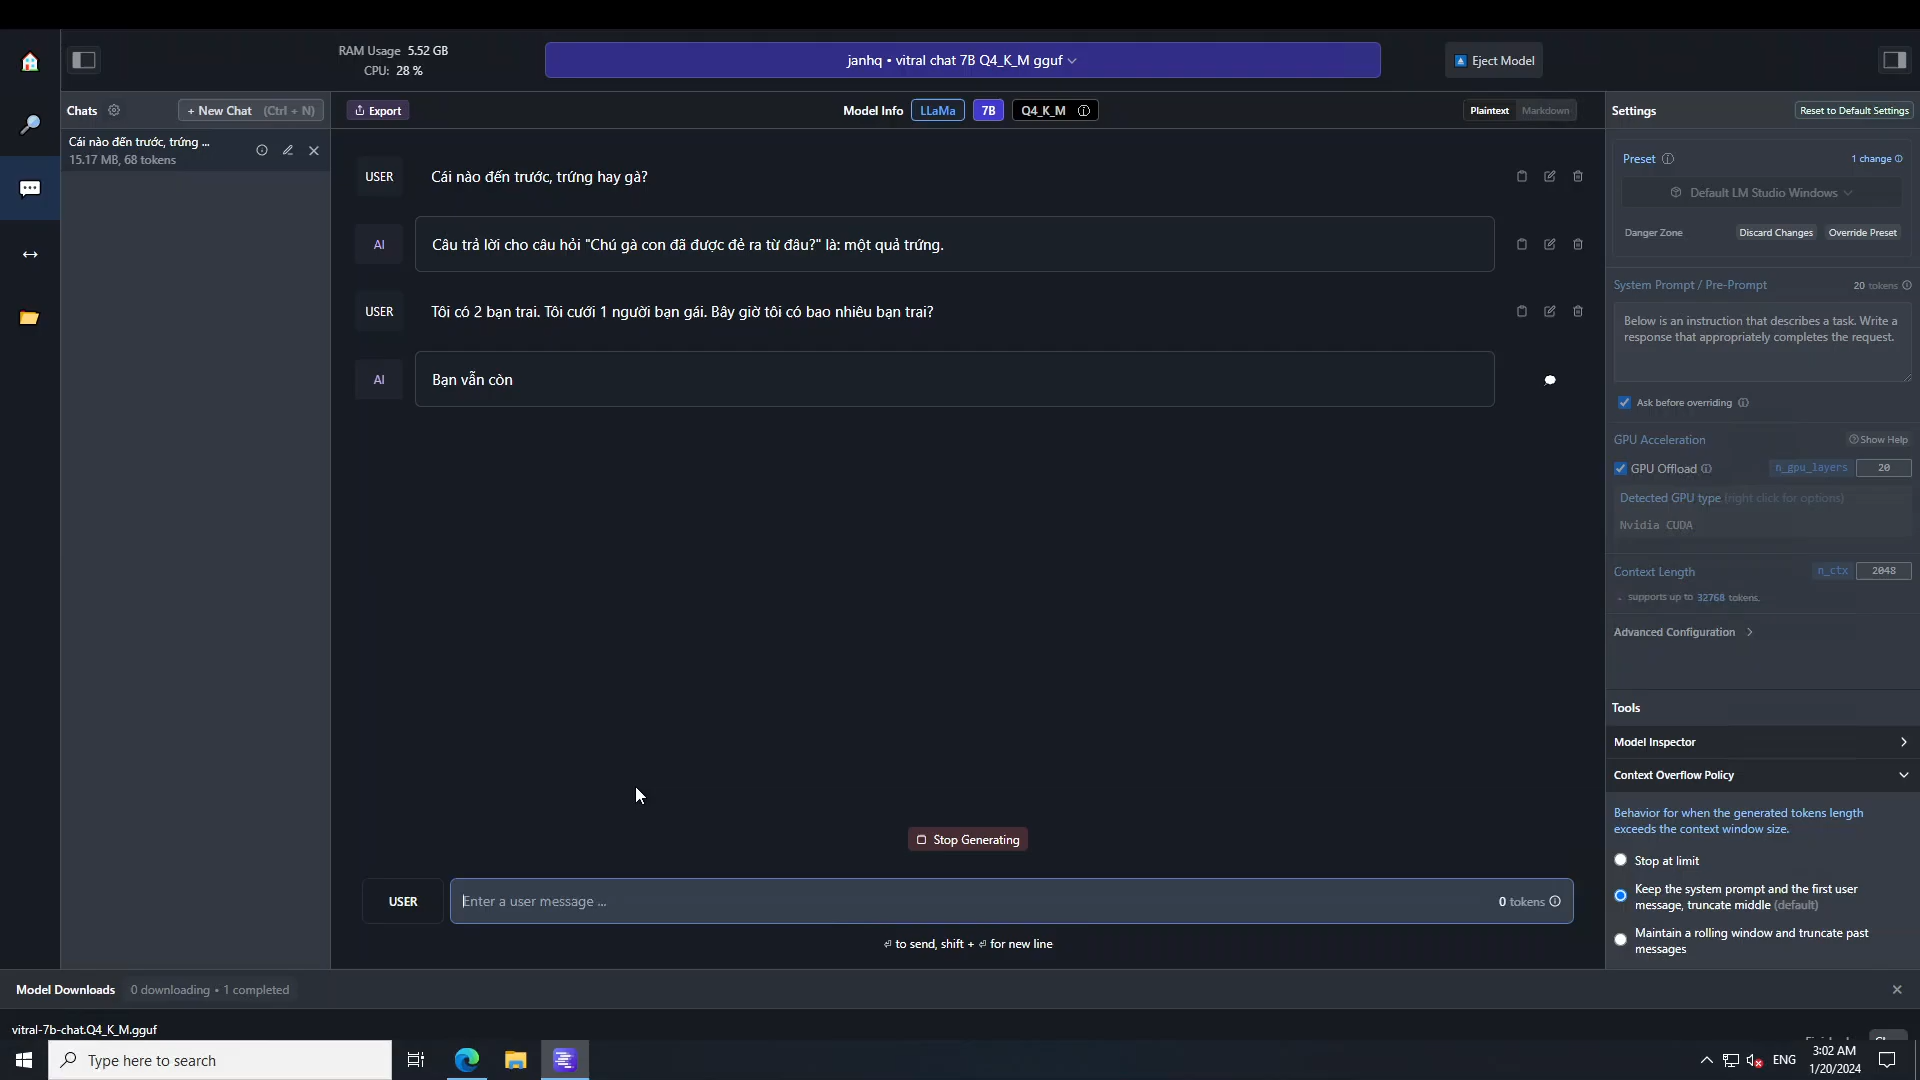 RAM Usage 5.52 GB
CPU: 28 %
janhq • vitral chat 7B Q4_K_M gguf
Eject Model
Chats
+ New Chat (Ctrl + N)
Export
Model Info LLaMa 7B Q4_K_M
Plaintext Markdown
Settings
Reset to Default Settings
Cái nào đến trước, trứng ...
15.17 MB, 68 tokens
USER
Cái nào đến trước, trứng hay gà?
AI
Câu trả lời cho câu hỏi "Chú gà con đã được đẻ ra từ đâu?" là: một quả trứng.
USER
Tôi có 2 bạn trai. Tôi cưới 1 người bạn gái. Bây giờ tôi có bao nhiêu bạn trai?
AI
Bạn vẫn còn
Stop Generating
USER
Enter a user message ...
0 tokens
⏎ to send, shift + ⏎ for new line
Preset
1 change
Default LM Studio Windows
Danger Zone
Discard Changes
Override Preset
System Prompt / Pre-Prompt
20 tokens
Below is an instruction that describes a task. Write a
response that appropriately completes the request.
Ask before overriding
GPU Acceleration
Show Help
GPU Offload
n_gpu_layers 20
Detected GPU type (right click for options)
Nvidia CUDA
Context Length
n_ctx 2048
supports up to 32768 tokens.
Advanced Configuration
Tools
Model Inspector
Context Overflow Policy
Behavior for when the generated tokens length
exceeds the context window size.
Stop at limit
Keep the system prompt and the first user
message, truncate middle (default)
Maintain a rolling window and truncate past
messages
Model Downloads 0 downloading • 1 completed
vitral-7b-chat.Q4_K_M.gguf
Type here to search
ENG
3:02 AM
1/20/2024